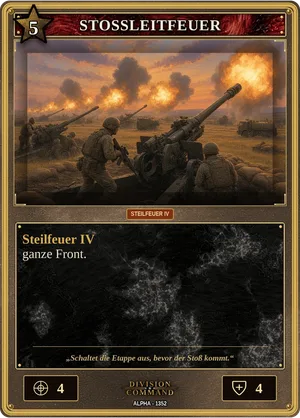 5
STOSSLEITFEUER
STEILFEUER IV
Steilfeuer IV
ganze Front.
„Schaltet die Etappe aus, bevor der Stoß kommt.“
4
DIVISION
COMMAND
ALPHA - 1352
4